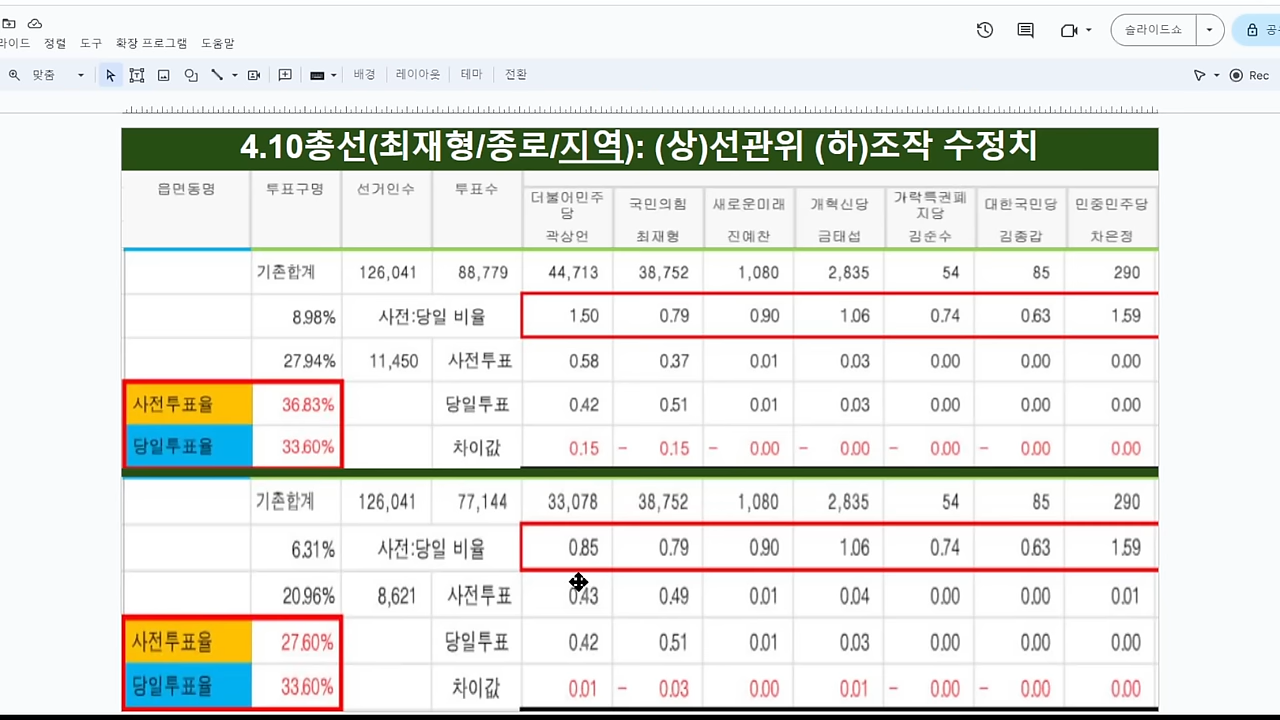 라이드 정렬 도구 확장 프로그램 도움말
슬라이드쇼
맞춤 배경 레이아웃 테마 전환 Rec
4.10총선(최재형/종로/지역): (상)선관위 (하)조작 수정치
읍면동명 투표구명 선거인수 투표수 더불어민주당 국민의힘 새로운미래 개혁신당 가락특권폐지당 대한국민당 민중민주당
곽상언 최재형 진예찬 금태섭 김준수 김종갑 차은정
기존합계 126,041 88,779 44,713 38,752 1,080 2,835 54 85 290
8.98% 사전:당일 비율 1.50 0.79 0.90 1.06 0.74 0.63 1.59
27.94% 11,450 사전투표 0.58 0.37 0.01 0.03 0.00 0.00 0.00
사전투표율 36.83% 당일투표 0.42 0.51 0.01 0.03 0.00 0.00 0.00
당일투표율 33.60% 차이값 0.15 - 0.15 - 0.00 - 0.00 - 0.00 - 0.00 0.00
기존합계 126,041 77,144 33,078 38,752 1,080 2,835 54 85 290
6.31% 사전:당일 비율 0.85 0.79 0.90 1.06 0.74 0.63 1.59
20.96% 8,621 사전투표 0.43 0.49 0.01 0.04 0.00 0.00 0.01
사전투표율 27.60% 당일투표 0.42 0.51 0.01 0.03 0.00 0.00 0.00
당일투표율 33.60% 차이값 0.01 - 0.03 0.00 0.01 - 0.00 - 0.00 0.00